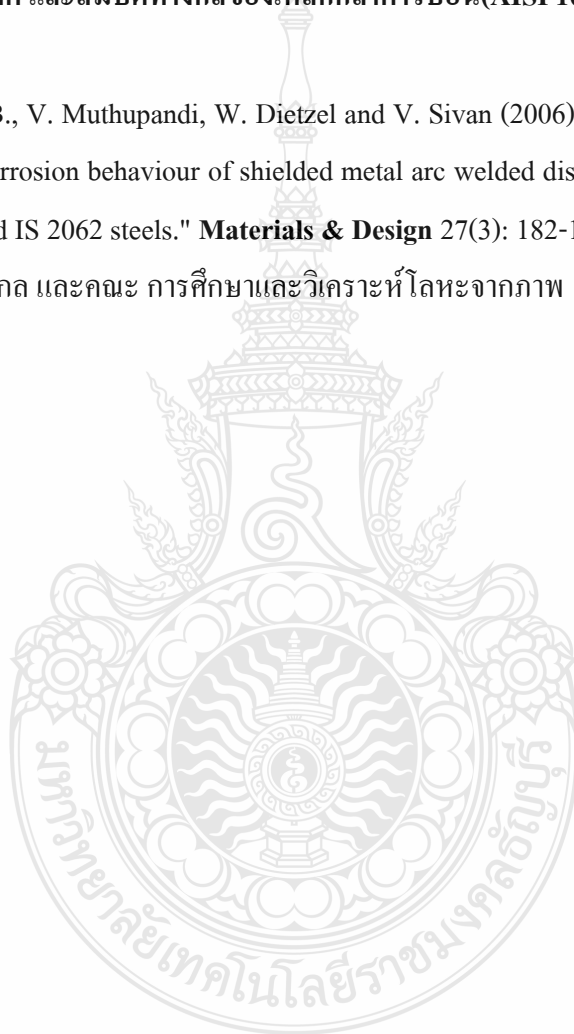 3., V. Muthupandi, W. Dietzel and V. Sivan (2006)
rrosion behaviour of shielded metal arc welded dis
d IS 2062 steels." Materials & Design 27(3): 182-1
กล และคณะ การศึกษาและวิเคราะห์โลหะจากภาพ
มหาวิทยาลัยเทคโนโลยีราชมงคลธัญบุรี